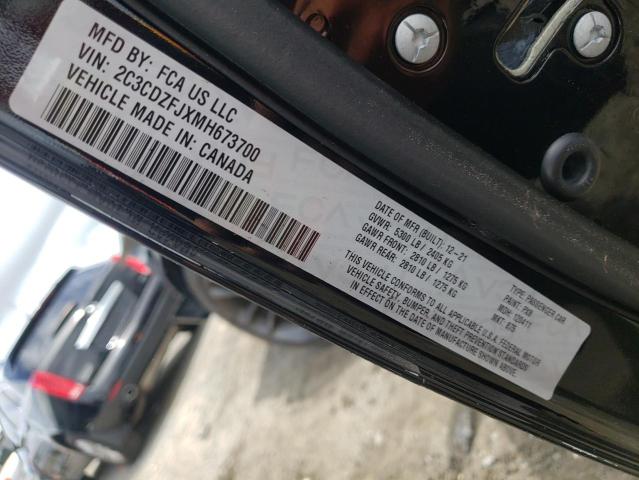 MFD BY: FCA US LLC
VIN: 2C3CDZFJXMH673700
VEHICLE MADE IN: CANADA
DATE OF MFR (BUILT): 12-21
GVWR: 5300 LB / 2405 KG
GAWR FRONT: 2810 LB / 1275 KG
GAWR REAR: 2810 LB / 1275 KG
THIS VEHICLE CONFORMS TO ALL APPLICABLE U.S.A. FEDERAL MOTOR
VEHICLE SAFETY, BUMPER, AND THEFT PREVENTION STANDARDS
IN EFFECT ON THE DATE OF MANUFACTURE SHOWN ABOVE.
TYPE: PASSENGER CAR
PAINT: PX8
MDH: 120411